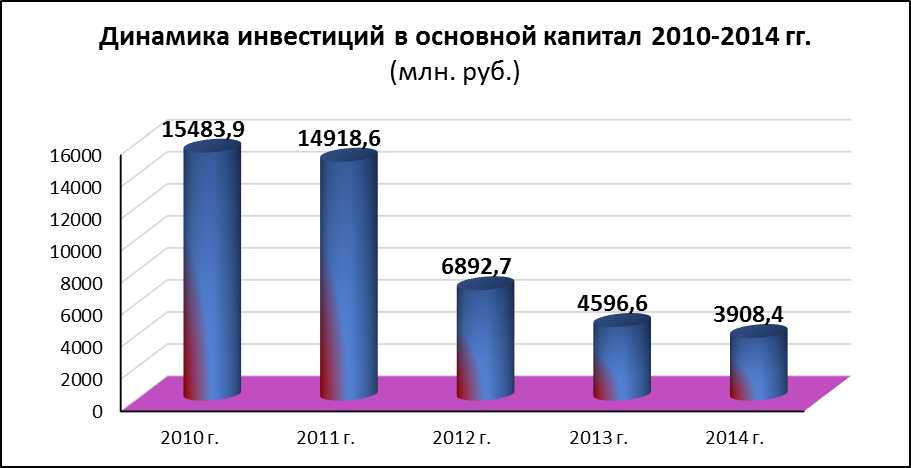 Динамика инвестиций в основной капитал 2010-2014 гг.
(млн. руб.)
15483,9
14918,6
6892,7
4596,6
3908,4
16000
14000
12000
10000
8000
6000
4000
2000
0
2010 г.
2011 г.
2012 г.
2013 г.
2014 г.